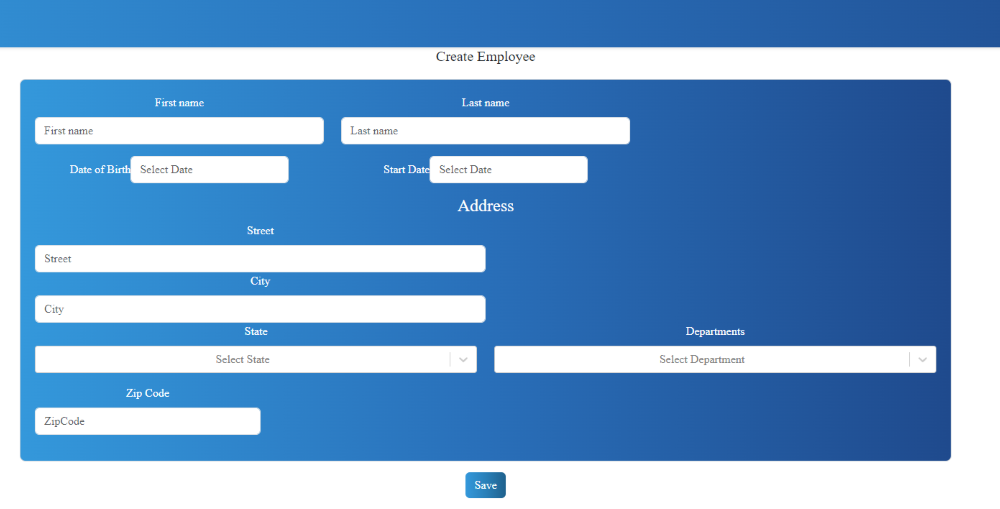 Create Employee
First name Last name
First name Last name
Date of Birth Select Date Start Date Select Date
Address
Street
Street
City
City
State Departments
Select State Select Department
Zip Code
ZipCode
Save